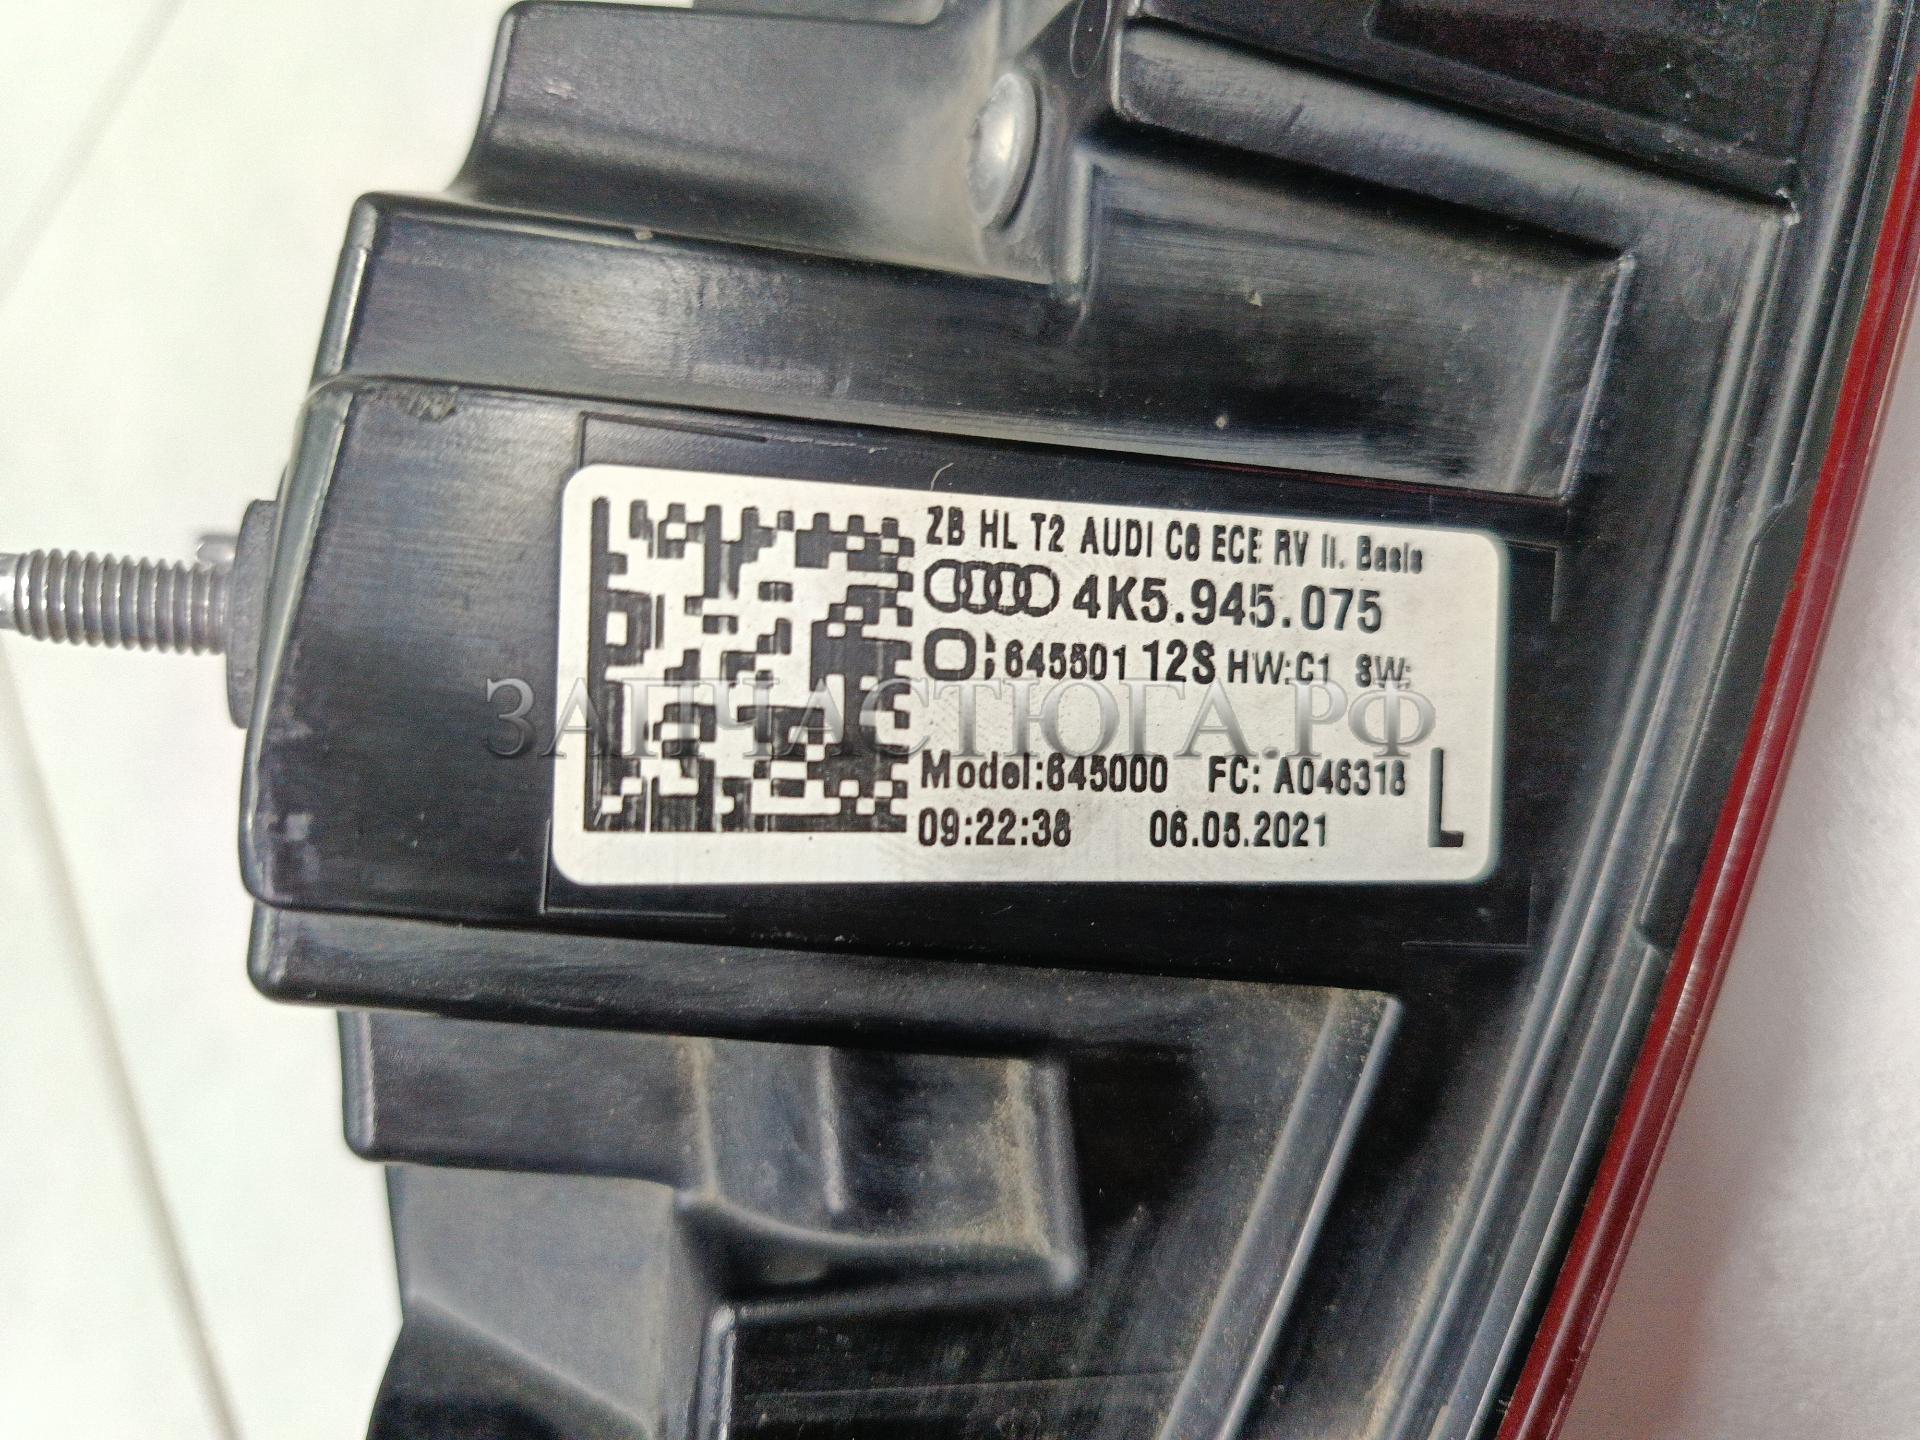 ZB HL T2 AUDI C8 ECE RV li. Basis
4K5.945.075
645501 12S HW:C1 SW:
ЗАПЧАСТЮГА.РФ
Model:645000 FC: A046318
09:22:38 06.05.2021
L